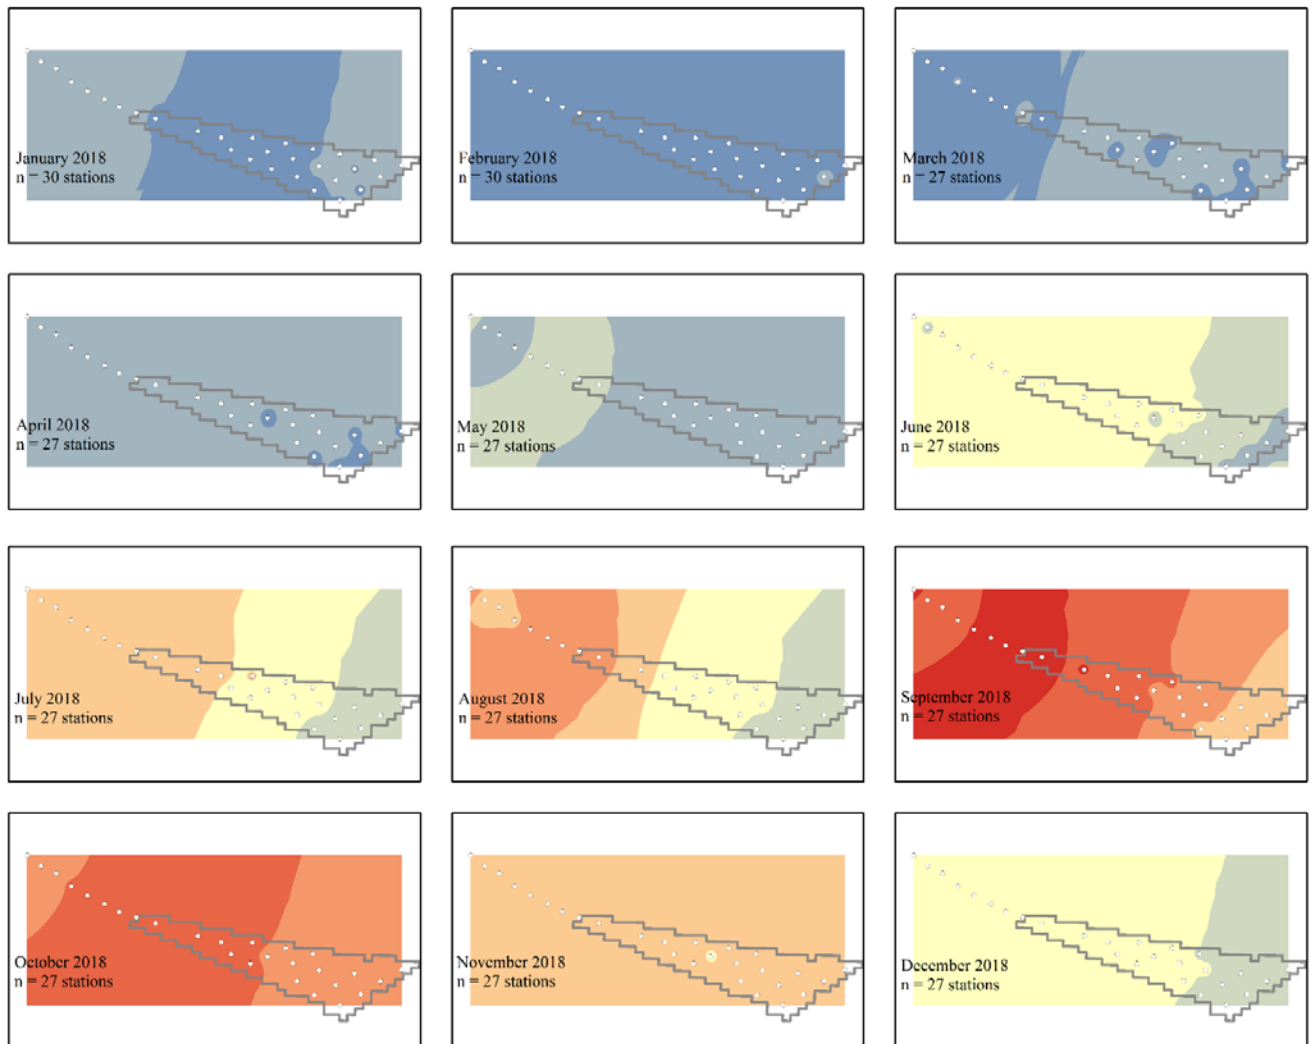 January 2018
n = 30 stations
February 2018
n = 30 stations
March 2018
n = 27 stations
April 2018
n = 27 stations
May 2018
n = 27 stations
June 2018
n = 27 stations
July 2018
n = 27 stations
August 2018
n = 27 stations
September 2018
n = 27 stations
October 2018
n = 27 stations
November 2018
n = 27 stations
December 2018
n = 27 stations